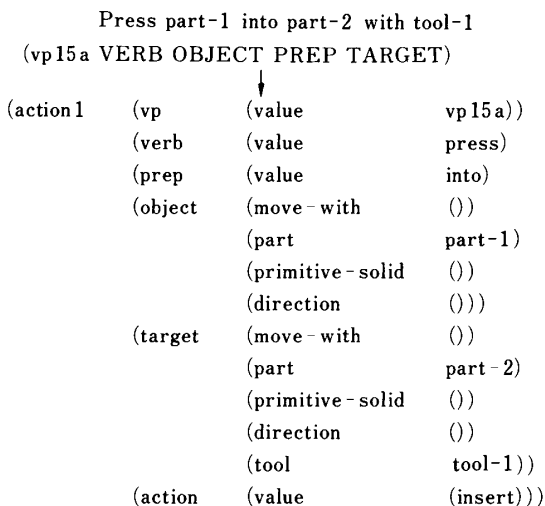 Press part-1 into part-2 with tool-1
(vp15a VERB OBJECT PREP TARGET)
(action1 (vp (value vp15a))
(verb (value press)
(prep (value into)
(object (move-with ())
(part part-1)
(primitive-solid ())
(direction ()))
(target (move-with ())
(part part-2)
(primitive-solid ())
(direction ())
(tool tool-1))
(action (value (insert)))